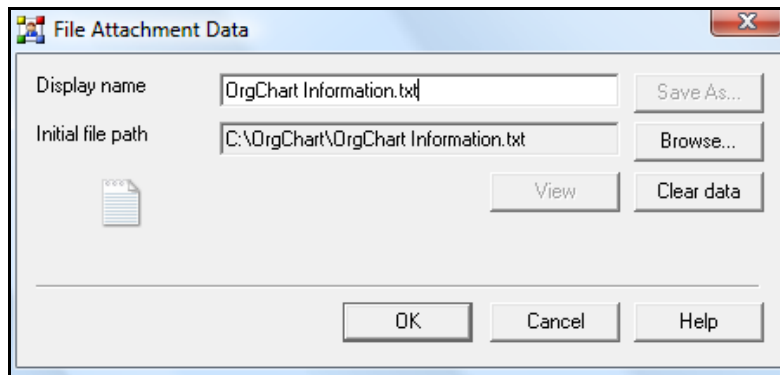 File Attachment Data
Display name OrgChart Information.txt Save As...
Initial file path C:\OrgChart\OrgChart Information.txt Browse...
View Clear data
OK Cancel Help